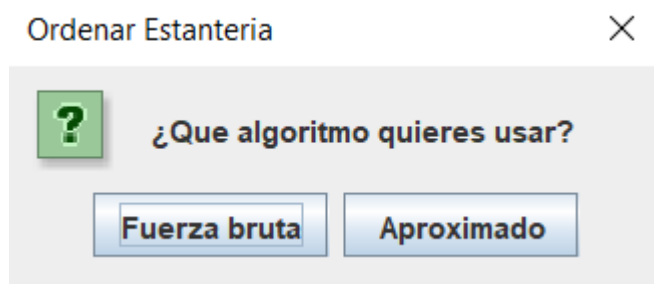 Ordenar Estanteria
¿Que algoritmo quieres usar?
Fuerza bruta Aproximado